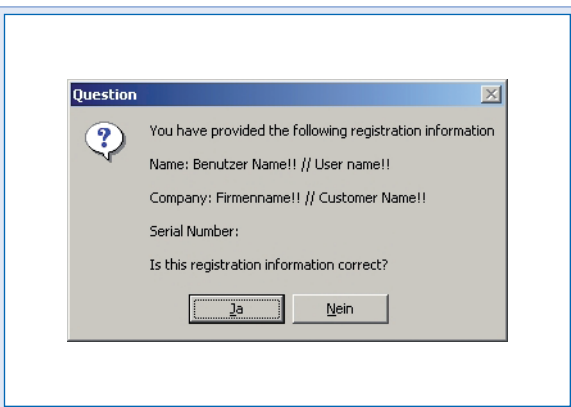 Question
You have provided the following registration information
Name: Benutzer Name!! // User name!!
Company: Firmenname!! // Customer Name!!
Serial Number:
Is this registration information correct?
Ja Nein